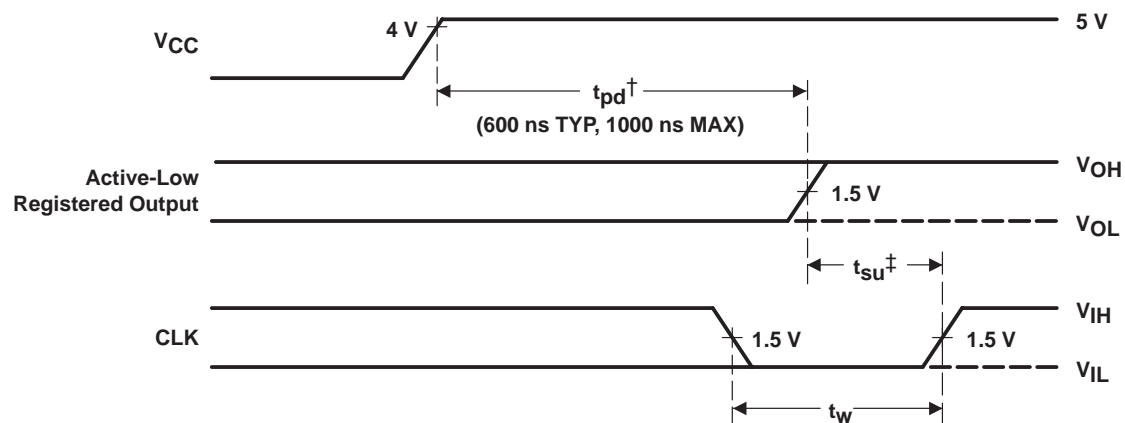 VCC
4 V
5 V
tpd†
(600 ns TYP, 1000 ns MAX)
Active-Low
Registered Output
VOH
1.5 V
VOL
tsu‡
CLK
VIH
1.5 V
1.5 V
VIL
tw